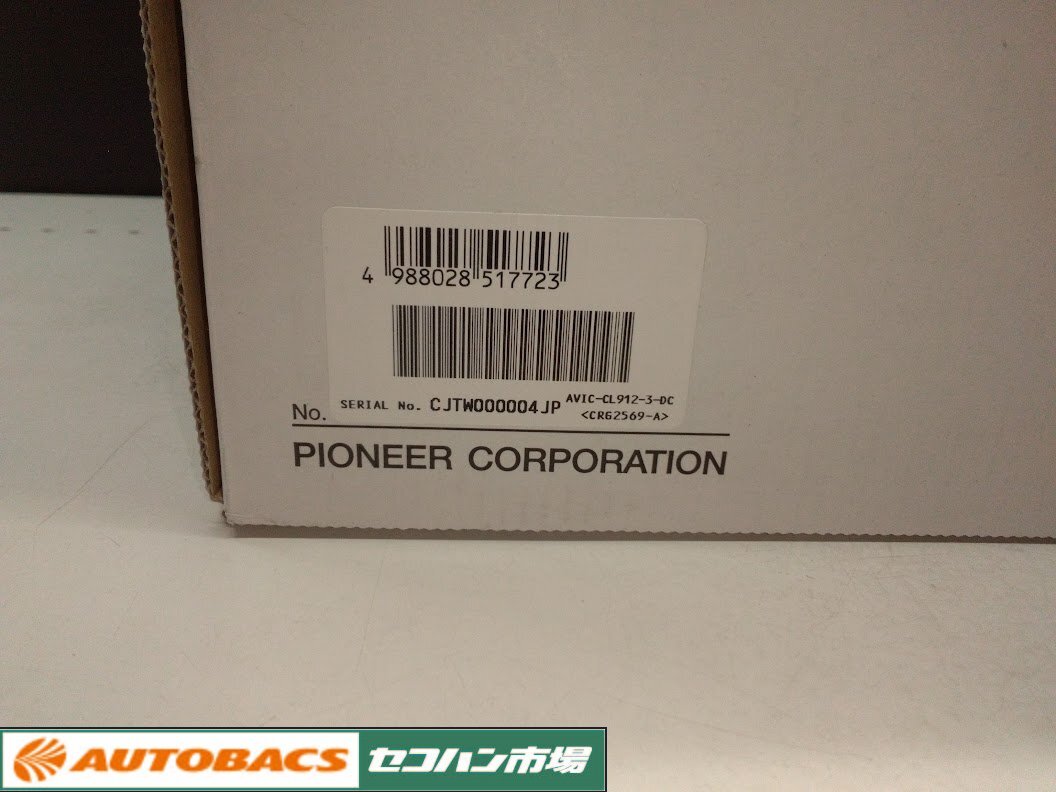 4 988028 517723
No. SERIAL No. CJTW000004JP AVIC-CL912-3-DC
<CRG2569-A>
PIONEER CORPORATION
AUTOBACS セコハン市場